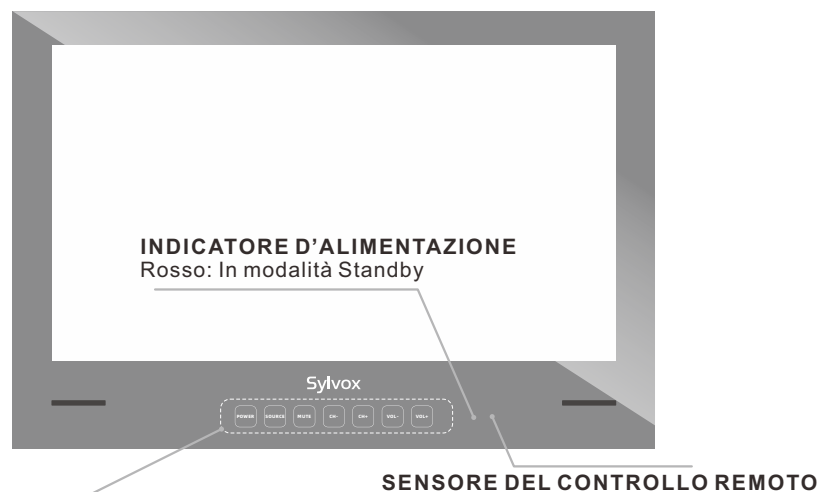 INDICATORE D'ALIMENTAZIONE
Rosso: In modalità Standby
Sylvox
POWER SOURCE MUTE CH- CH+ VOL- VOL+
SENSORE DEL CONTROLLO REMOTO